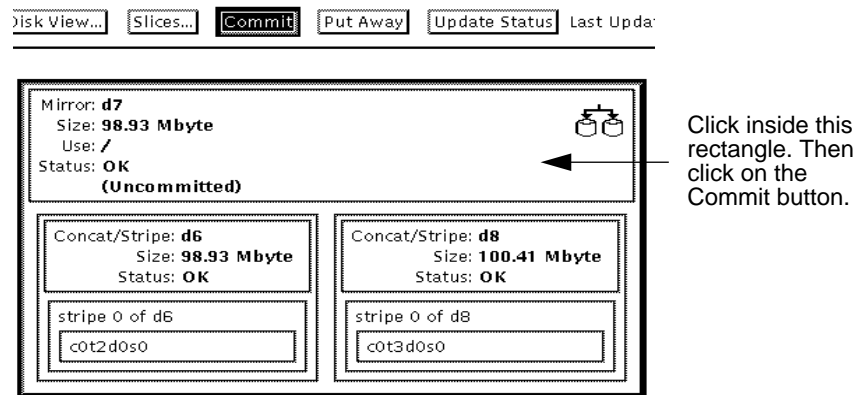 Disk View... Slices... Commit Put Away Update Status Last Upda
Mirror: d7
Size: 98.93 Mbyte
Use: /
Status: OK
(Uncommitted)
Click inside this
rectangle. Then
click on the
Commit button.
Concat/Stripe: d6
Size: 98.93 Mbyte
Status: OK
stripe 0 of d6
c0t2d0s0
Concat/Stripe: d8
Size: 100.41 Mbyte
Status: OK
stripe 0 of d8
c0t3d0s0